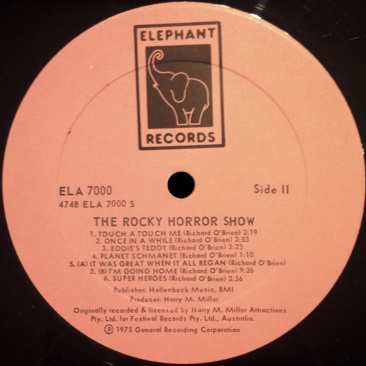 ELEPHANT
RECORDS
ELA 7000
Side II
4748 ELA 7000 S
THE ROCKY HORROR SHOW
1. TOUCH A TOUCH ME (Richard O'Brien) 2:19
2. ONCE IN A WHILE (Richard O'Brien) 2:53
3. EDDIE'S TEDDY (Richard O'Brien) 3:23
4. PLANET SCHMANET (Richard O'Brien) 3:10
5. (A) IT WAS GREAT WHEN IT ALL BEGAN (Richard O'Brien)
5. (B) I'M GOING HOME (Richard O'Brien) 9:26
6. SUPER HEROES (Richard O'Brien) 2:36
Publisher: Hollenbeck Music, BMI
Producer: Harry M. Miller
Originally recorded & licensed by Harry M. Miller Attractions
Pty. Ltd. for Festival Records Pty. Ltd., Australia.
Ⓟ 1975 General Recording Corporation